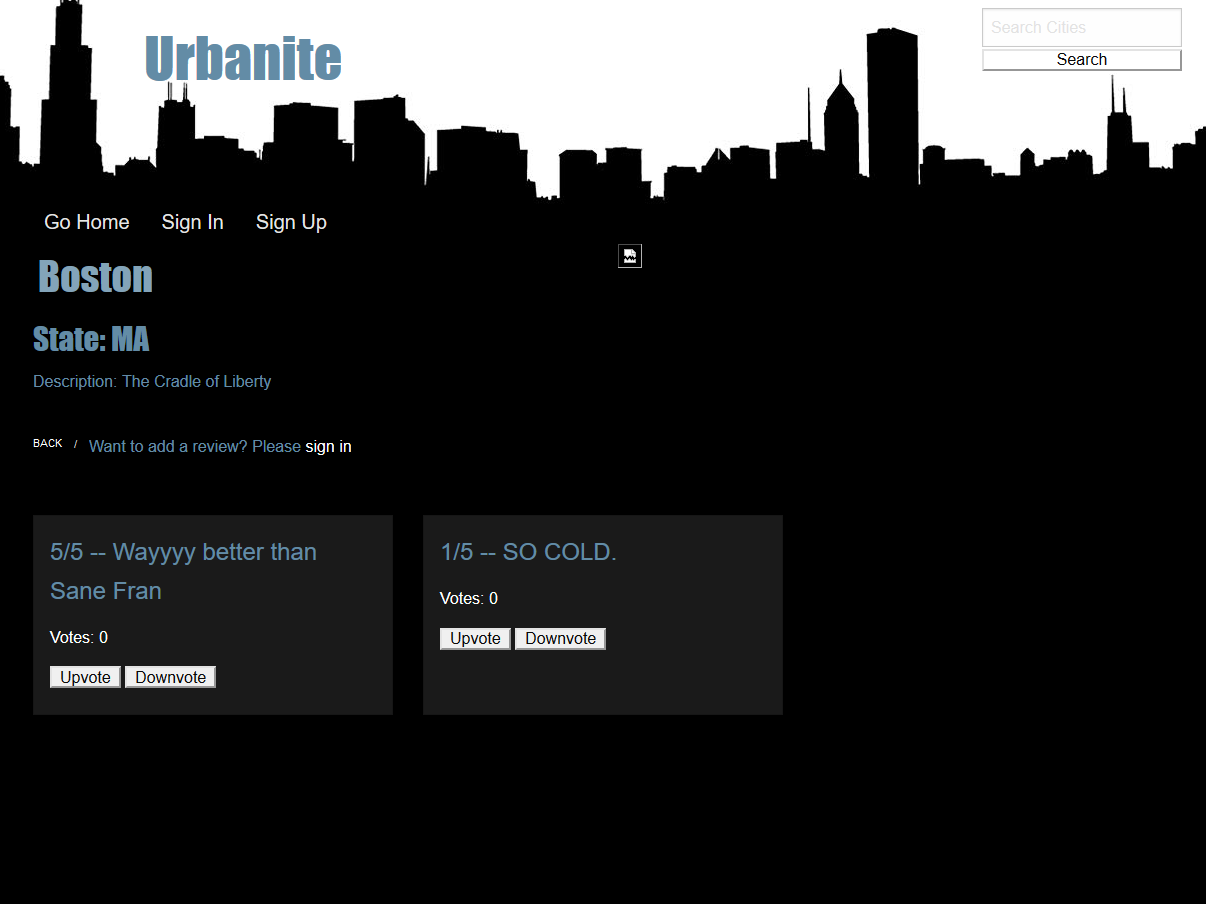 Urbanite
Search Cities
Search
Go Home Sign In Sign Up
Boston
State: MA
Description: The Cradle of Liberty
BACK / Want to add a review? Please sign in
5/5 -- Wayyyy better than
Sane Fran
Votes: 0
Upvote Downvote
1/5 -- SO COLD.
Votes: 0
Upvote Downvote